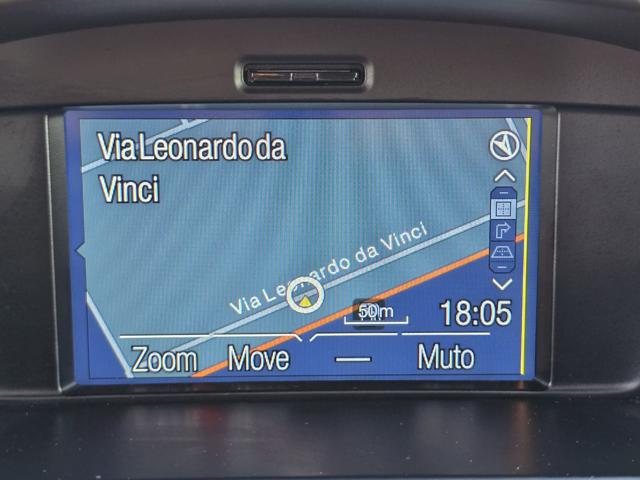 Via Leonardo da
Vinci
Via Leonardo da Vinci
50m
18:05
Zoom Move — Muto